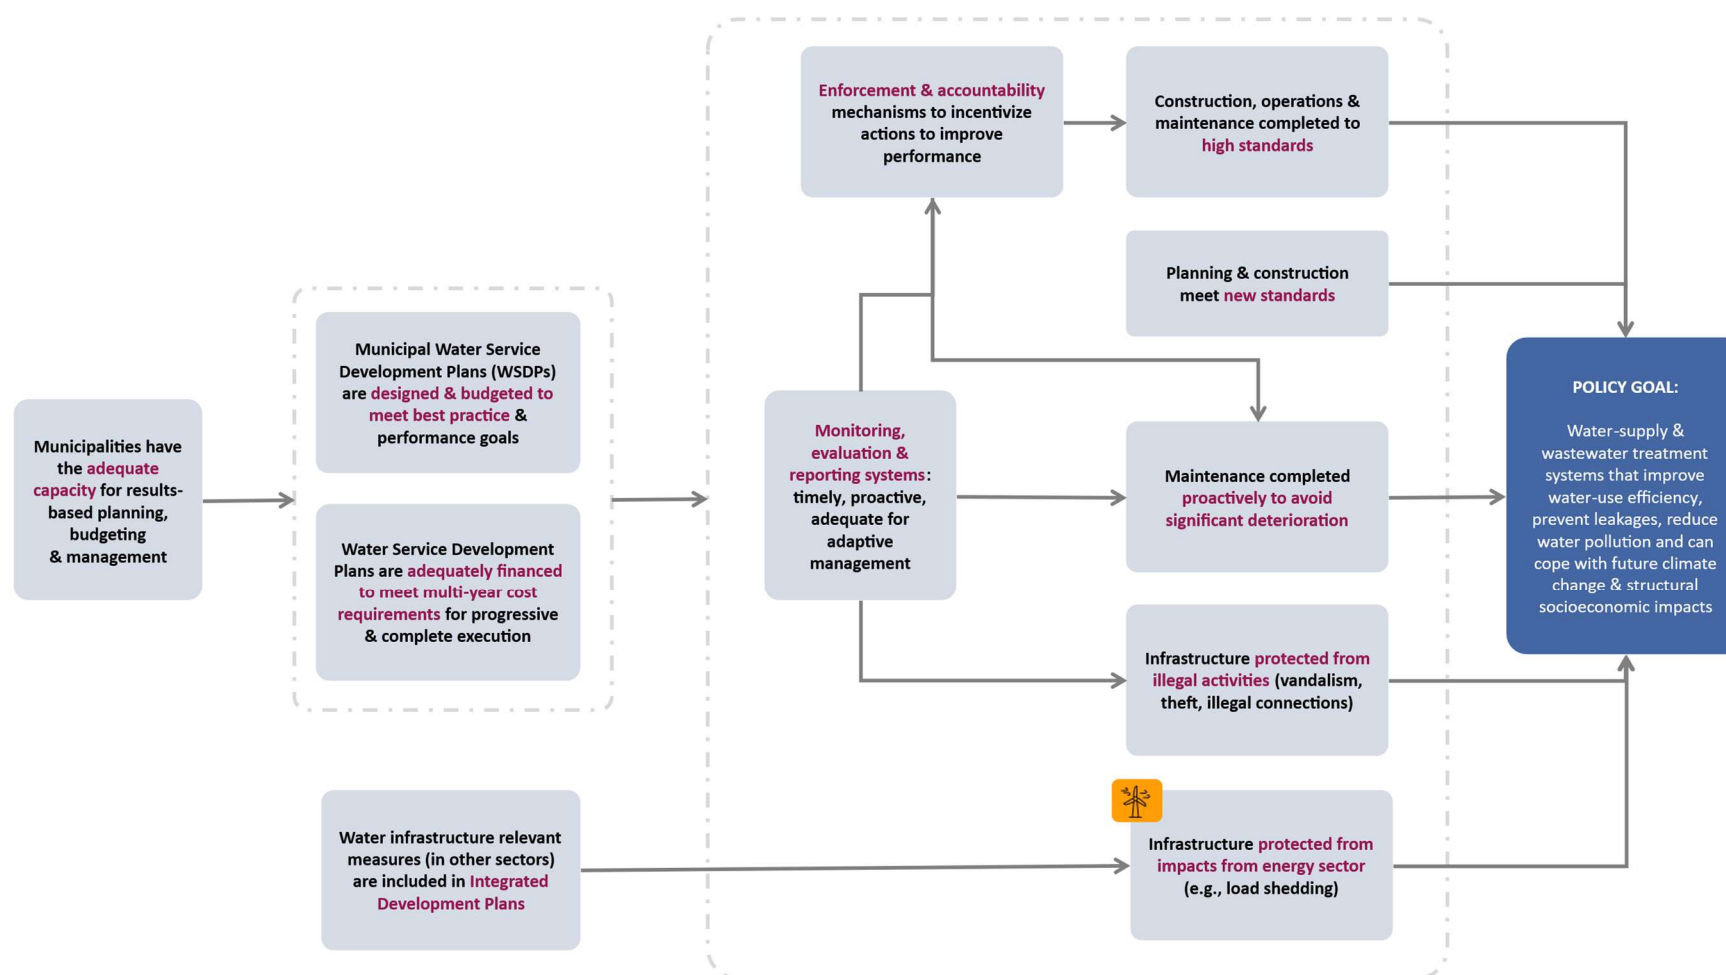 Municipalities have
the adequate
capacity for results-
based planning,
budgeting
& management
Municipal Water Service
Development Plans (WSDPs)
are designed & budgeted to
meet best practice &
performance goals
Water Service Development
Plans are adequately financed
to meet multi-year cost
requirements for progressive
& complete execution
Water infrastructure relevant
measures (in other sectors)
are included in Integrated
Development Plans
Enforcement & accountability
mechanisms to incentivize
actions to improve
performance
Monitoring,
evaluation &
reporting systems:
timely, proactive,
adequate for
adaptive
management
Construction, operations &
maintenance completed to
high standards
Planning & construction
meet new standards
Maintenance completed
proactively to avoid
significant deterioration
Infrastructure protected from
illegal activities (vandalism,
theft, illegal connections)
Infrastructure protected from
impacts from energy sector
(e.g., load shedding)
POLICY GOAL:
Water-supply &
wastewater treatment
systems that improve
water-use efficiency,
prevent leakages, reduce
water pollution and can
cope with future climate
change & structural
socioeconomic impacts